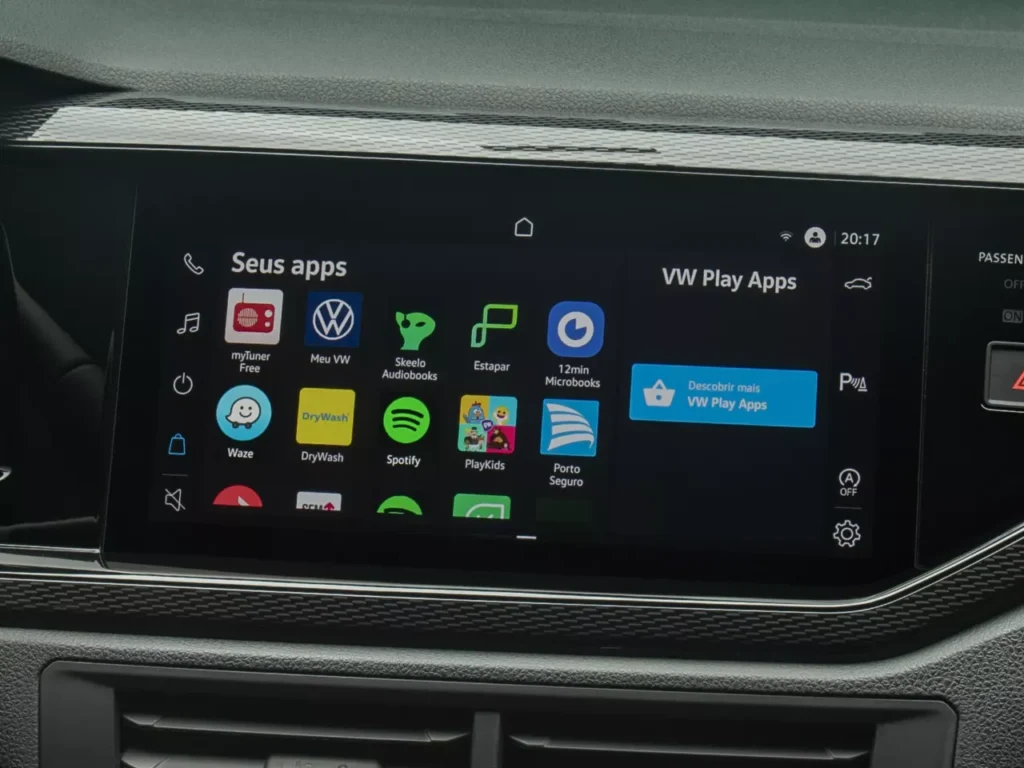 20:17
Seus apps
VW Play Apps
myTuner
Free
Meu VW
Skeelo
Audiobooks
Estapar
12min
Microbooks
Descobrir mais
VW Play Apps
DryWash
Waze
DryWash
Spotify
PlayKids
Porto
Seguro
A
OFF
PASSEN
OFF
ON